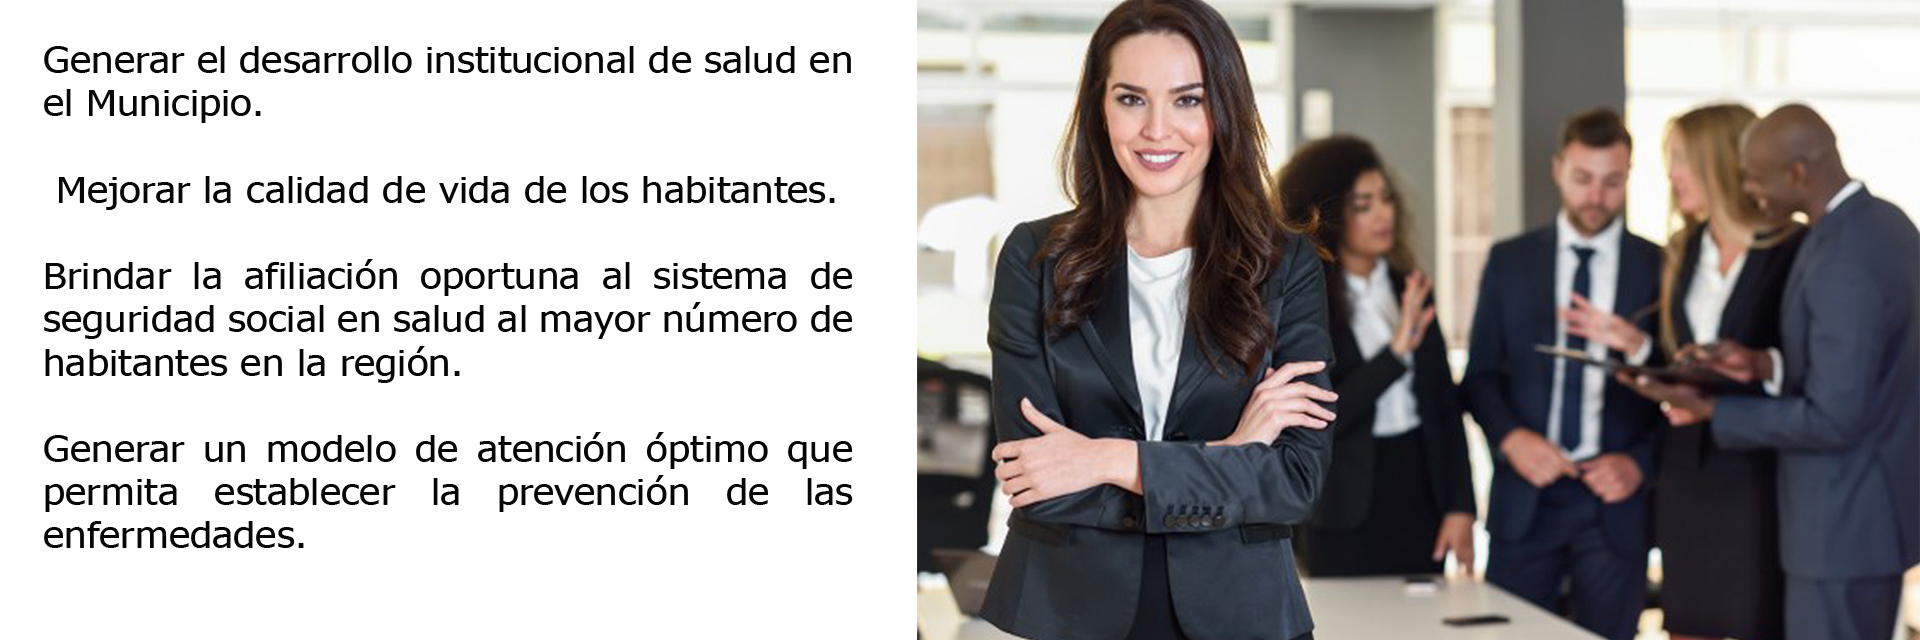 Generar el desarrollo institucional de salud en
el Municipio.
Mejorar la calidad de vida de los habitantes.
Brindar la afiliación oportuna al sistema de
seguridad social en salud al mayor número de
habitantes en la región.
Generar un modelo de atención óptimo que
permita establecer la prevención de las
enfermedades.